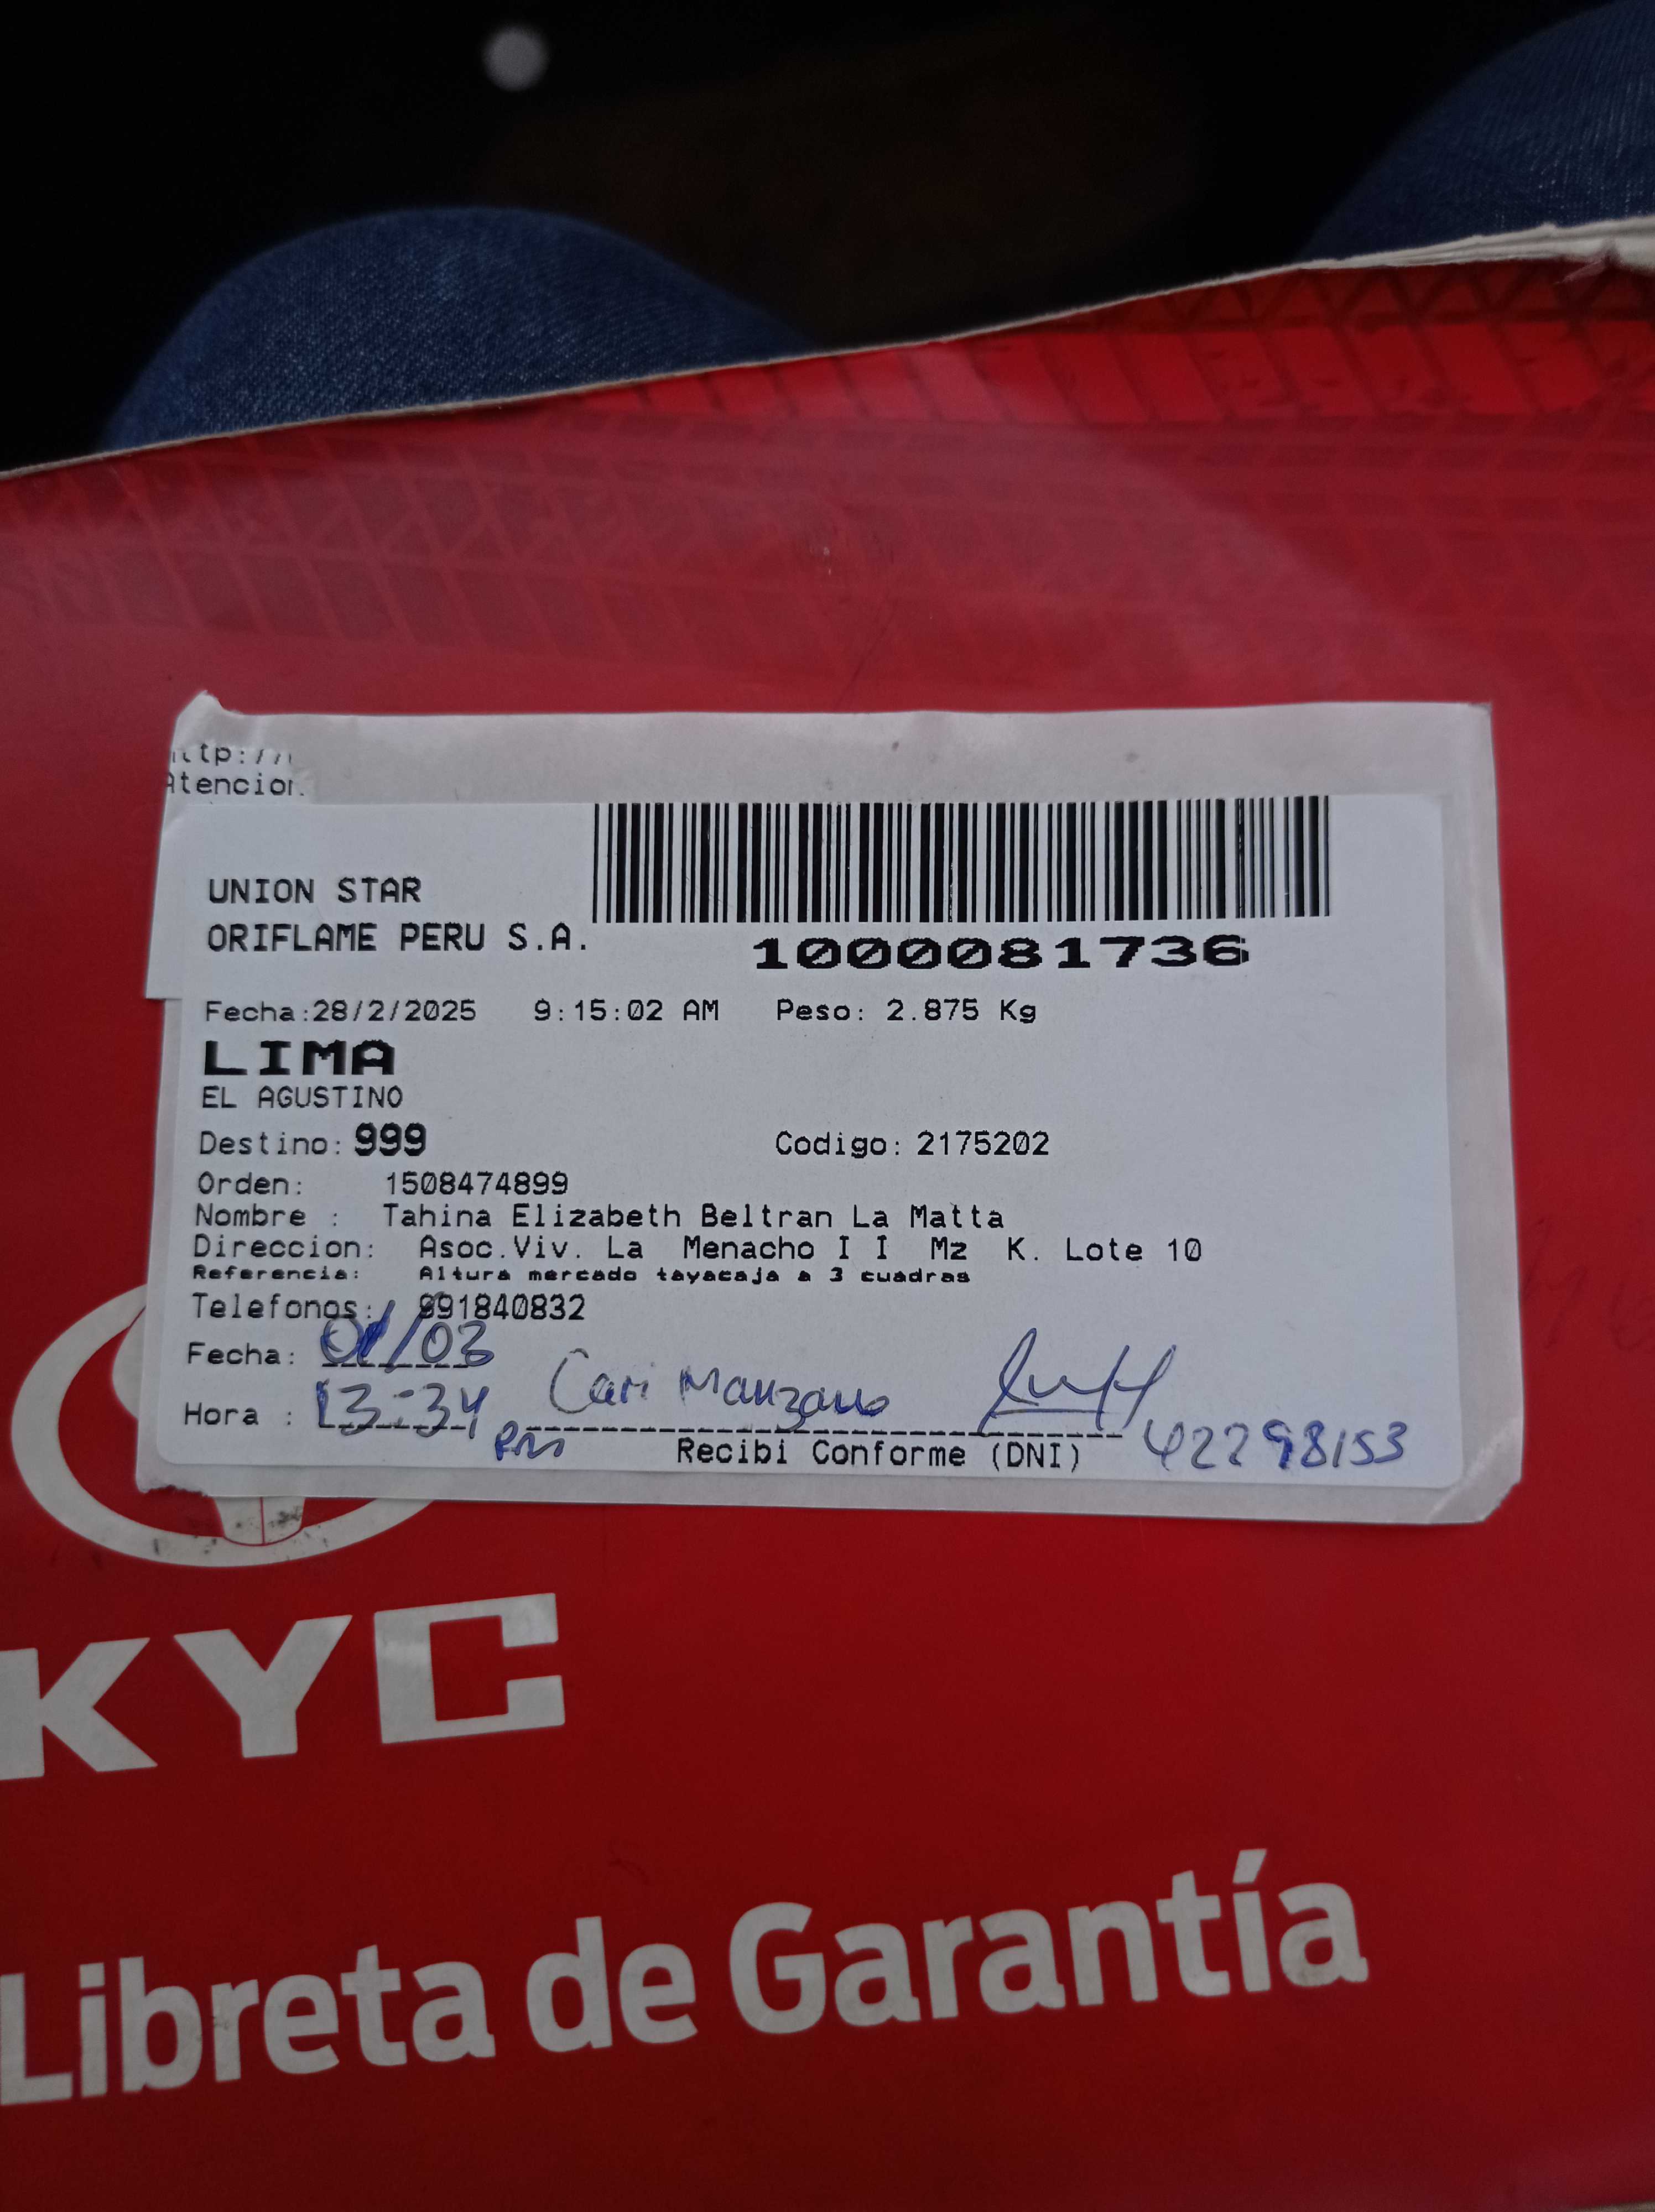 Atencion.
UNION STAR
ORIFLAME PERU S.A.
1000081736
Fecha:28/2/2025 9:15:02 AM Peso: 2.875 Kg
LIMA
EL AGUSTINO
Destino: 999 Codigo: 2175202
Orden: 1508474899
Nombre : Tahina Elizabeth Beltran La Matta
Direccion: Asoc.Viv. La Menacho I I Mz K. Lote 10
Referencia: Altura mercado tayacaja a 3 cuadras
Telefonos: 991840832
Fecha: 01/03
Hora : 13:34 PM Cari Manzano
Recibi Conforme (DNI) 42298153
KYC
Libreta de Garantía